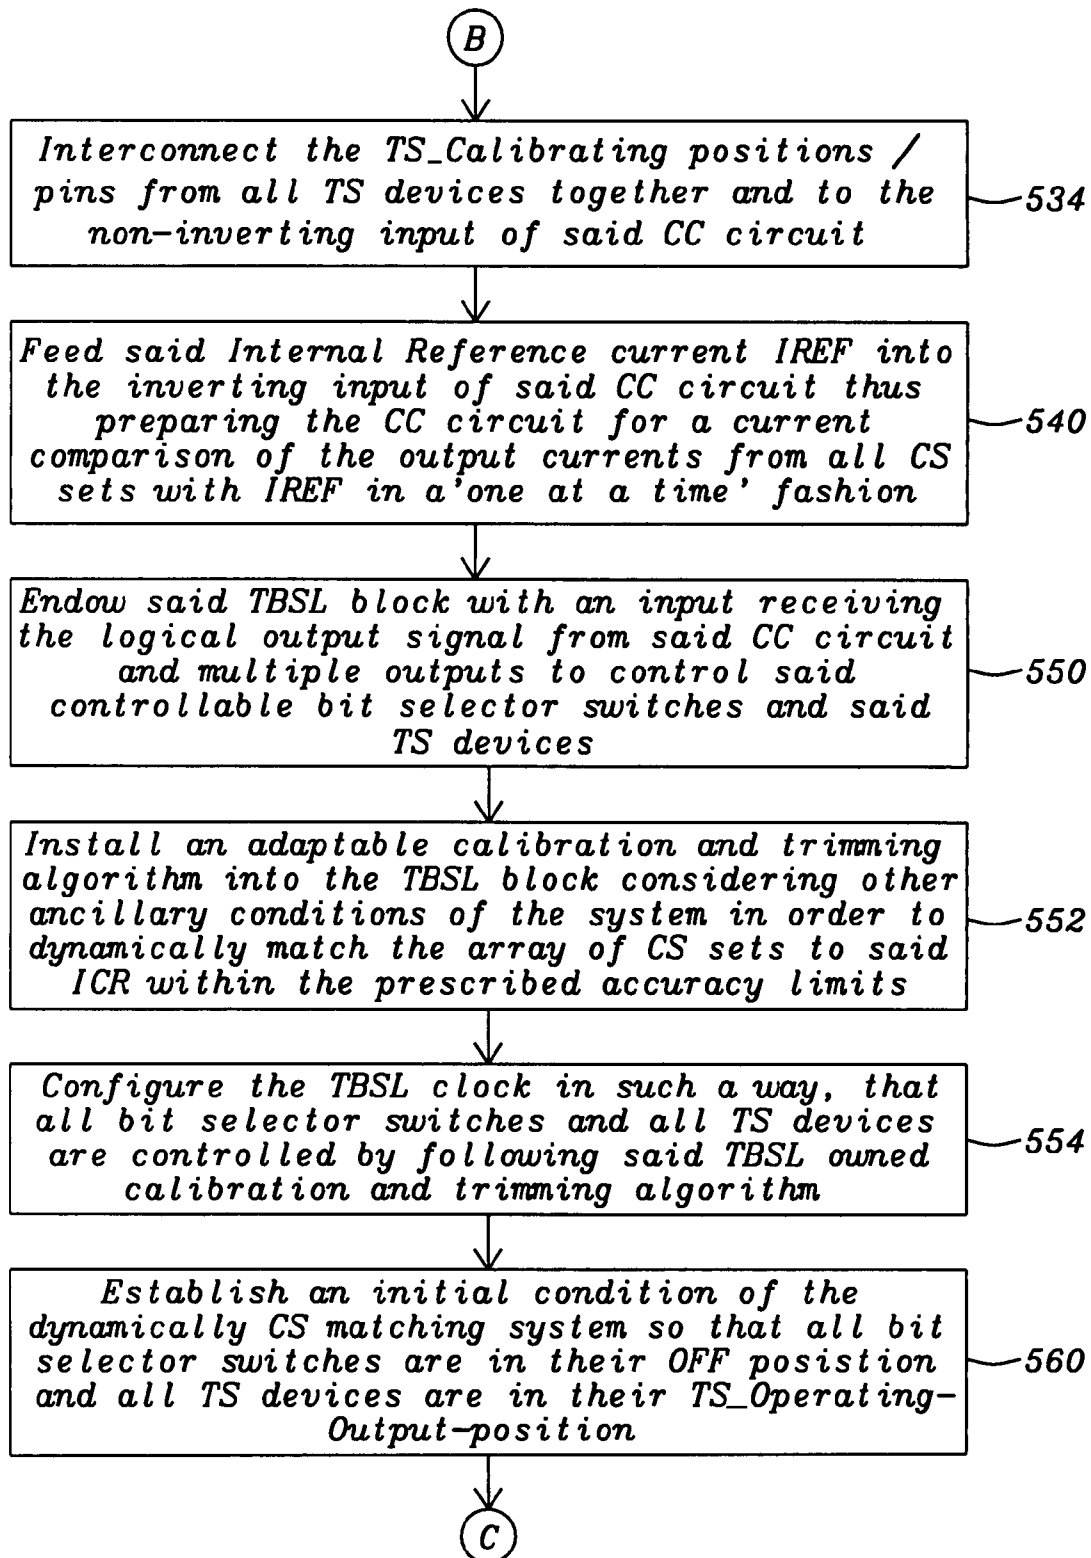 B
Interconnect the TS_Calibrating positions /
pins from all TS devices together and to the
non-inverting input of said CC circuit
534
Feed said Internal Reference current IREF into
the inverting input of said CC circuit thus
preparing the CC circuit for a current
comparison of the output currents from all CS
sets with IREF in a'one at a time' fashion
540
Endow said TBSL block with an input receiving
the logical output signal from said CC circuit
and multiple outputs to control said
controllable bit selector switches and said
TS devices
550
Install an adaptable calibration and trimming
algorithm into the TBSL block considering other
ancillary conditions of the system in order to
dynamically match the array of CS sets to said
ICR within the prescribed accuracy limits
552
Configure the TBSL clock in such a way, that
all bit selector switches and all TS devices
are controlled by following said TBSL owned
calibration and trimming algorithm
554
Establish an initial condition of the
dynamically CS matching system so that all bit
selector switches are in their OFF posistion
and all TS devices are in their TS_Operating-
Output-position
560
C